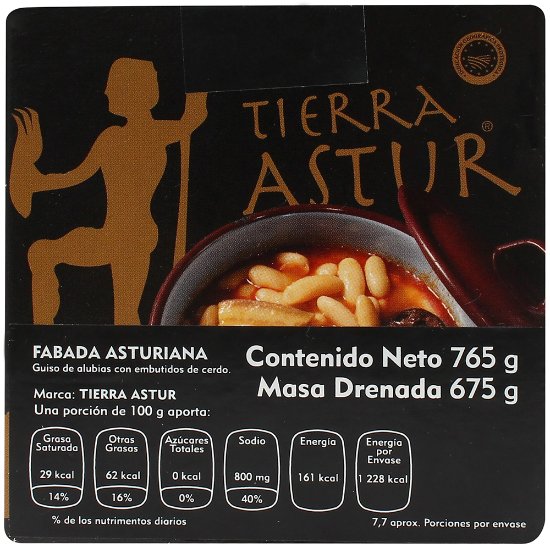 TIERRA
ASTUR®
FABADA ASTURIANA
Guiso de alubias con embutidos de cerdo.
Contenido Neto 765 g
Masa Drenada 675 g
Marca: TIERRA ASTUR
Una porción de 100 g aporta:
Grasa Saturada 29 kcal 14%
Otras Grasas 62 kcal 16%
Azúcares Totales 0 kcal 0%
Sodio 800 mg 40%
Energía 161 kcal
Energía por Envase 1 228 kcal
% de los nutrimentos diarios
7,7 aprox. Porciones por envase